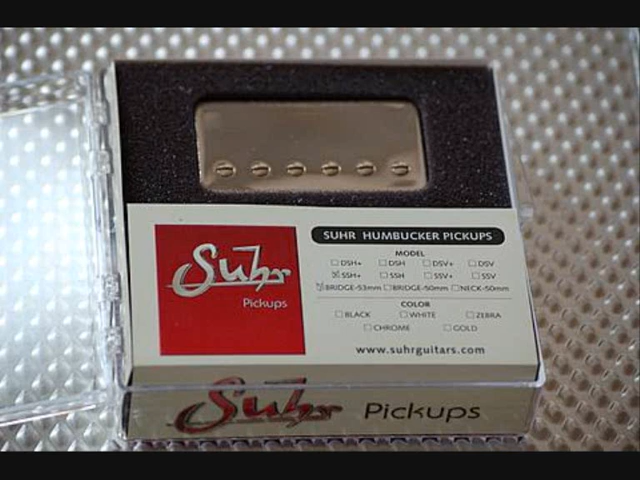 Suhr
Pickups
SUHR HUMBUCKER PICKUPS
MODEL
DSH+ DSH DSV+ DSV
SSH+ SSH SSV+ SSV
BRIDGE-53mm BRIDGE-50mm NECK-50mm
COLOR
BLACK WHITE ZEBRA
CHROME GOLD
www.suhrguitars.com
Suhr Pickups